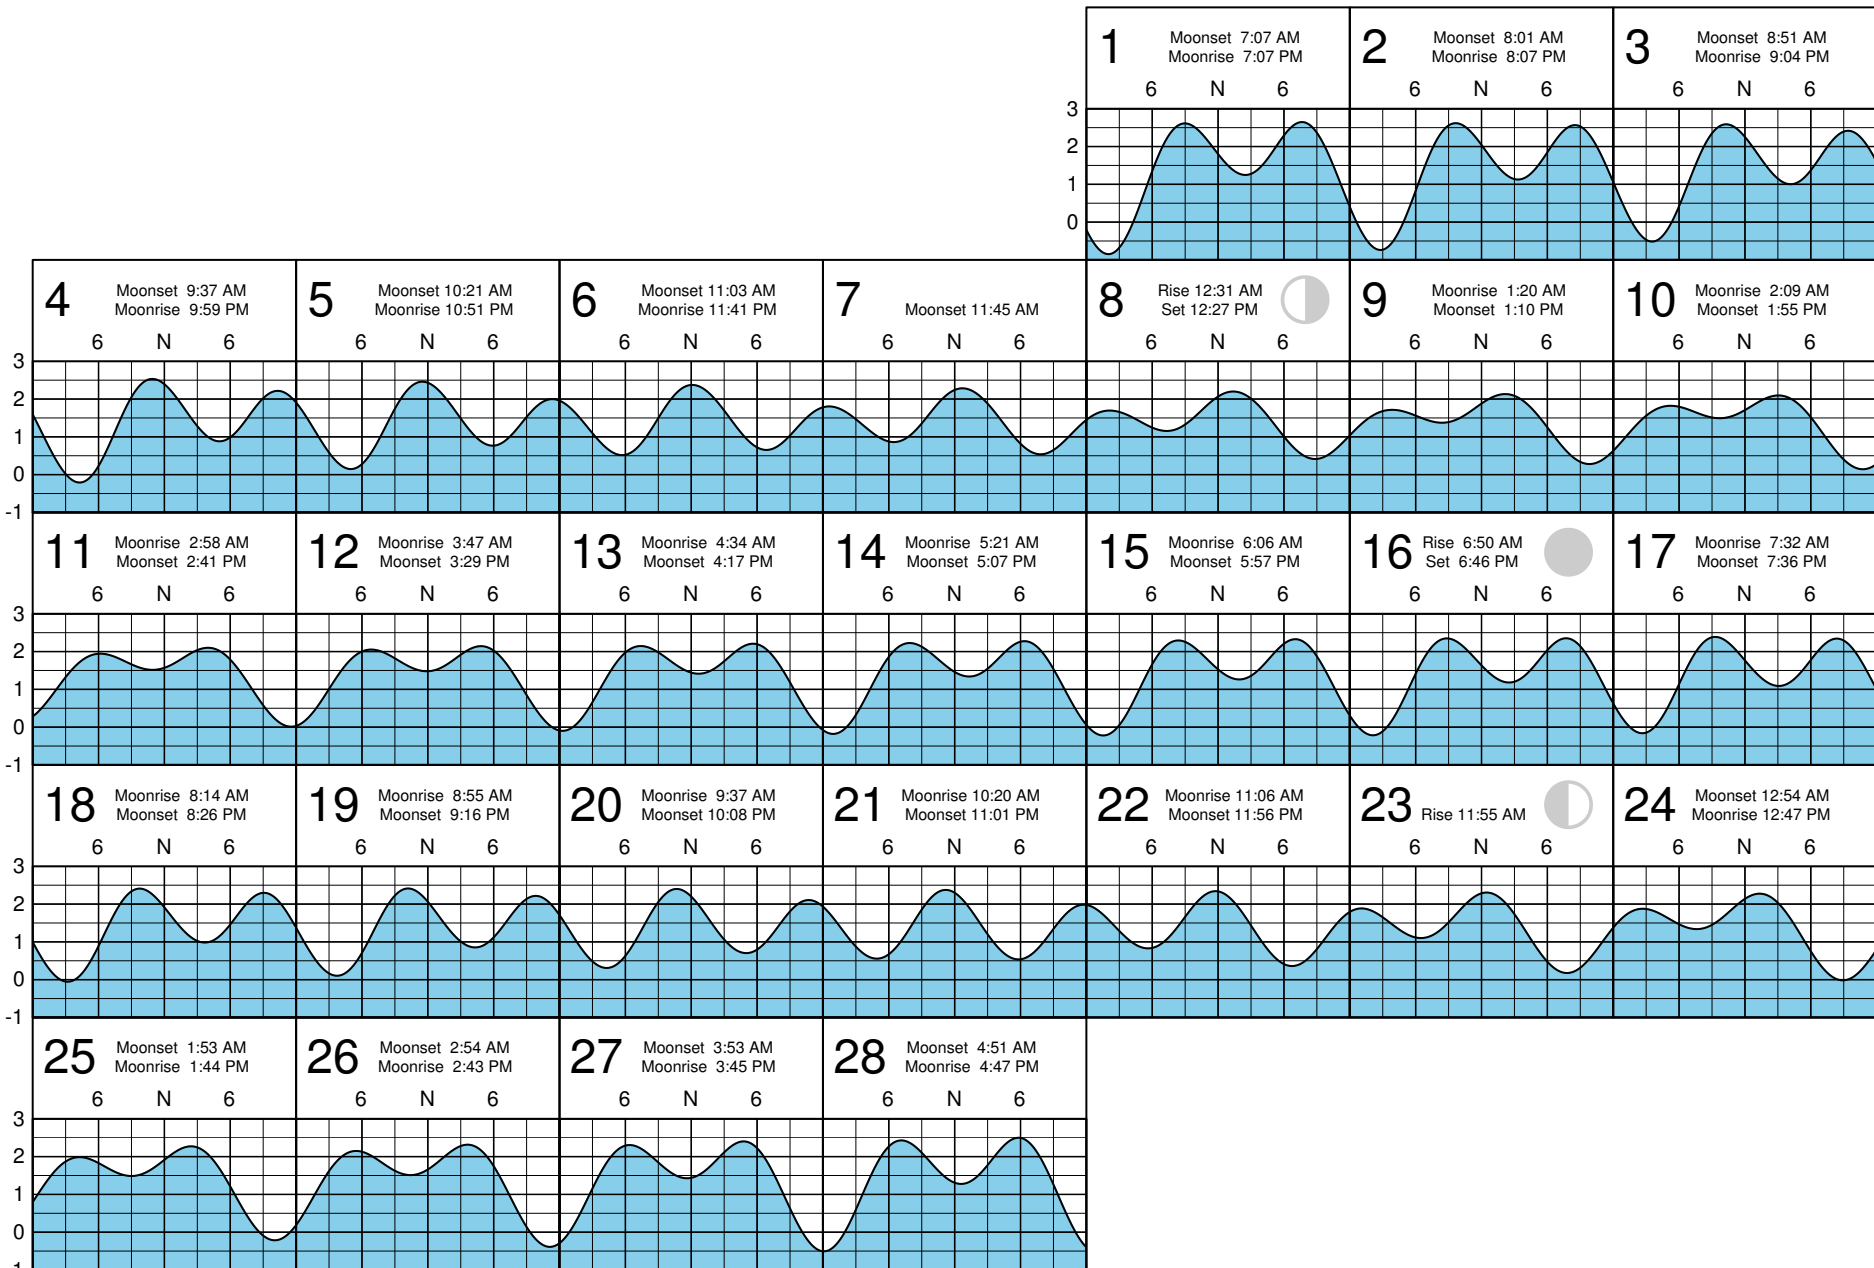 1 Moonset 7:07 AM
Moonrise 7:07 PM
2 Moonset 8:01 AM
Moonrise 8:07 PM
3 Moonset 8:51 AM
Moonrise 9:04 PM
6 N 6 6 N 6 6 N 6
3
2
1
0
4 Moonset 9:37 AM
Moonrise 9:59 PM
5 Moonset 10:21 AM
Moonrise 10:51 PM
6 Moonset 11:03 AM
Moonrise 11:41 PM
7 Moonset 11:45 AM
8 Rise 12:31 AM
Set 12:27 PM
9 Moonrise 1:20 AM
Moonset 1:10 PM
10 Moonrise 2:09 AM
Moonset 1:55 PM
6 N 6 6 N 6 6 N 6 6 N 6 6 N 6 6 N 6 6 N 6
3
2
1
0
-1
11 Moonrise 2:58 AM
Moonset 2:41 PM
12 Moonrise 3:47 AM
Moonset 3:29 PM
13 Moonrise 4:34 AM
Moonset 4:17 PM
14 Moonrise 5:21 AM
Moonset 5:07 PM
15 Moonrise 6:06 AM
Moonset 5:57 PM
16 Rise 6:50 AM
Set 6:46 PM
17 Moonrise 7:32 AM
Moonset 7:36 PM
6 N 6 6 N 6 6 N 6 6 N 6 6 N 6 6 N 6 6 N 6
3
2
1
0
-1
18 Moonrise 8:14 AM
Moonset 8:26 PM
19 Moonrise 8:55 AM
Moonset 9:16 PM
20 Moonrise 9:37 AM
Moonset 10:08 PM
21 Moonrise 10:20 AM
Moonset 11:01 PM
22 Moonrise 11:06 AM
Moonset 11:56 PM
23 Rise 11:55 AM
24 Moonset 12:54 AM
Moonrise 12:47 PM
6 N 6 6 N 6 6 N 6 6 N 6 6 N 6 6 N 6 6 N 6
3
2
1
0
-1
25 Moonset 1:53 AM
Moonrise 1:44 PM
26 Moonset 2:54 AM
Moonrise 2:43 PM
27 Moonset 3:53 AM
Moonrise 3:45 PM
28 Moonset 4:51 AM
Moonrise 4:47 PM
6 N 6 6 N 6 6 N 6 6 N 6
3
2
1
0